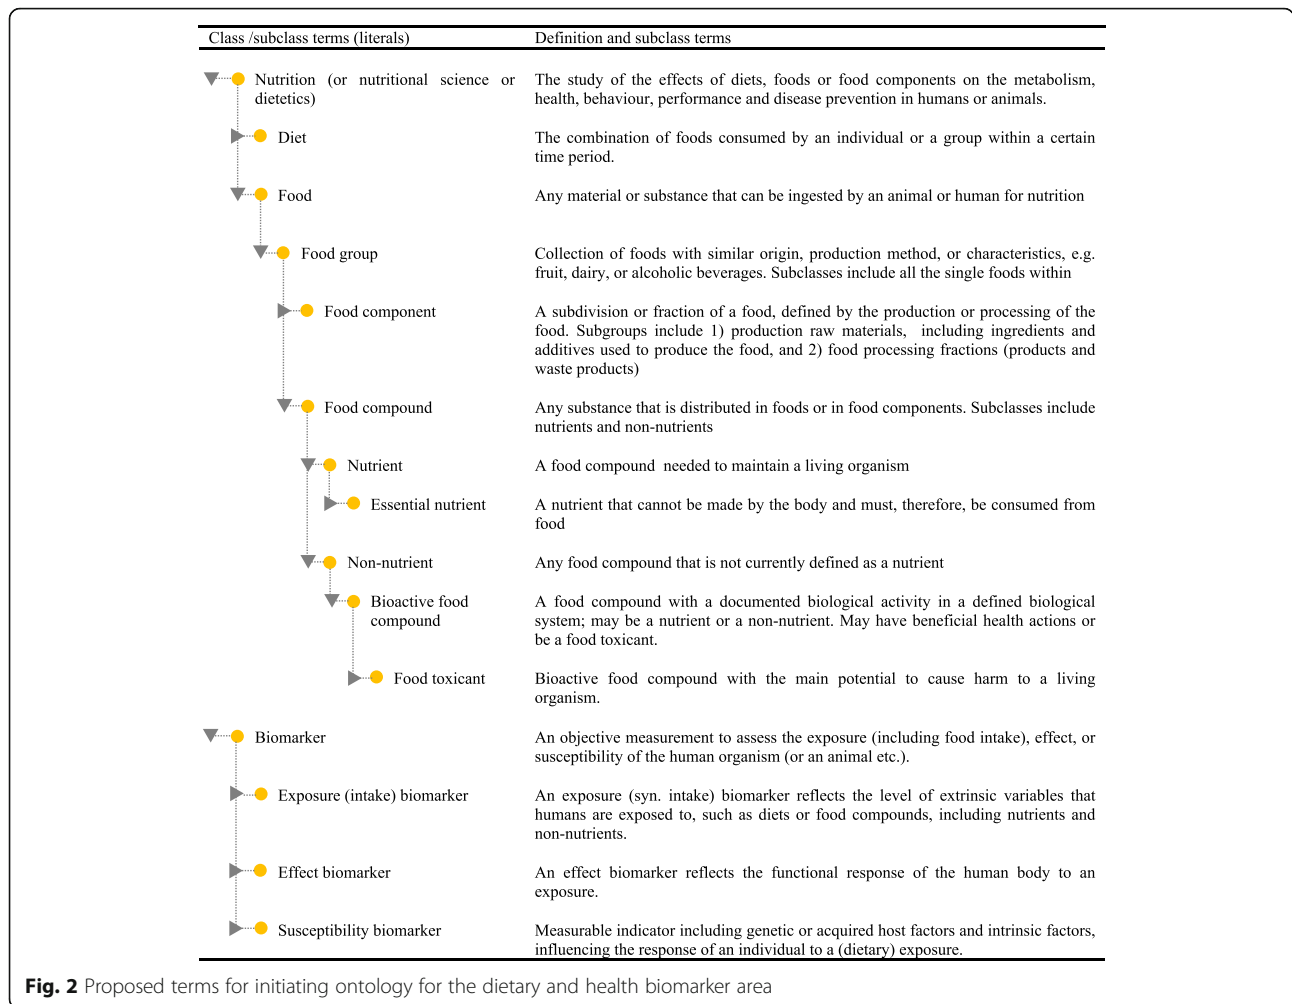 Class /subclass terms (literals) Definition and subclass terms
Nutrition (or nutritional science or dietetics)
The study of the effects of diets, foods or food components on the metabolism,
health, behaviour, performance and disease prevention in humans or animals.
Diet
The combination of foods consumed by an individual or a group within a certain
time period.
Food
Any material or substance that can be ingested by an animal or human for nutrition
Food group
Collection of foods with similar origin, production method, or characteristics, e.g.
fruit, dairy, or alcoholic beverages. Subclasses include all the single foods within
Food component
A subdivision or fraction of a food, defined by the production or processing of the
food. Subgroups include 1) production raw materials, including ingredients and
additives used to produce the food, and 2) food processing fractions (products and
waste products)
Food compound
Any substance that is distributed in foods or in food components. Subclasses include
nutrients and non-nutrients
Nutrient
A food compound needed to maintain a living organism
Essential nutrient
A nutrient that cannot be made by the body and must, therefore, be consumed from
food
Non-nutrient
Any food compound that is not currently defined as a nutrient
Bioactive food
compound
A food compound with a documented biological activity in a defined biological
system; may be a nutrient or a non-nutrient. May have beneficial health actions or
be a food toxicant.
Food toxicant
Bioactive food compound with the main potential to cause harm to a living
organism.
Biomarker
An objective measurement to assess the exposure (including food intake), effect, or
susceptibility of the human organism (or an animal etc.).
Exposure (intake) biomarker
An exposure (syn. intake) biomarker reflects the level of extrinsic variables that
humans are exposed to, such as diets or food compounds, including nutrients and
non-nutrients.
Effect biomarker
An effect biomarker reflects the functional response of the human body to an
exposure.
Susceptibility biomarker
Measurable indicator including genetic or acquired host factors and intrinsic factors,
influencing the response of an individual to a (dietary) exposure.
Fig. 2 Proposed terms for initiating ontology for the dietary and health biomarker area